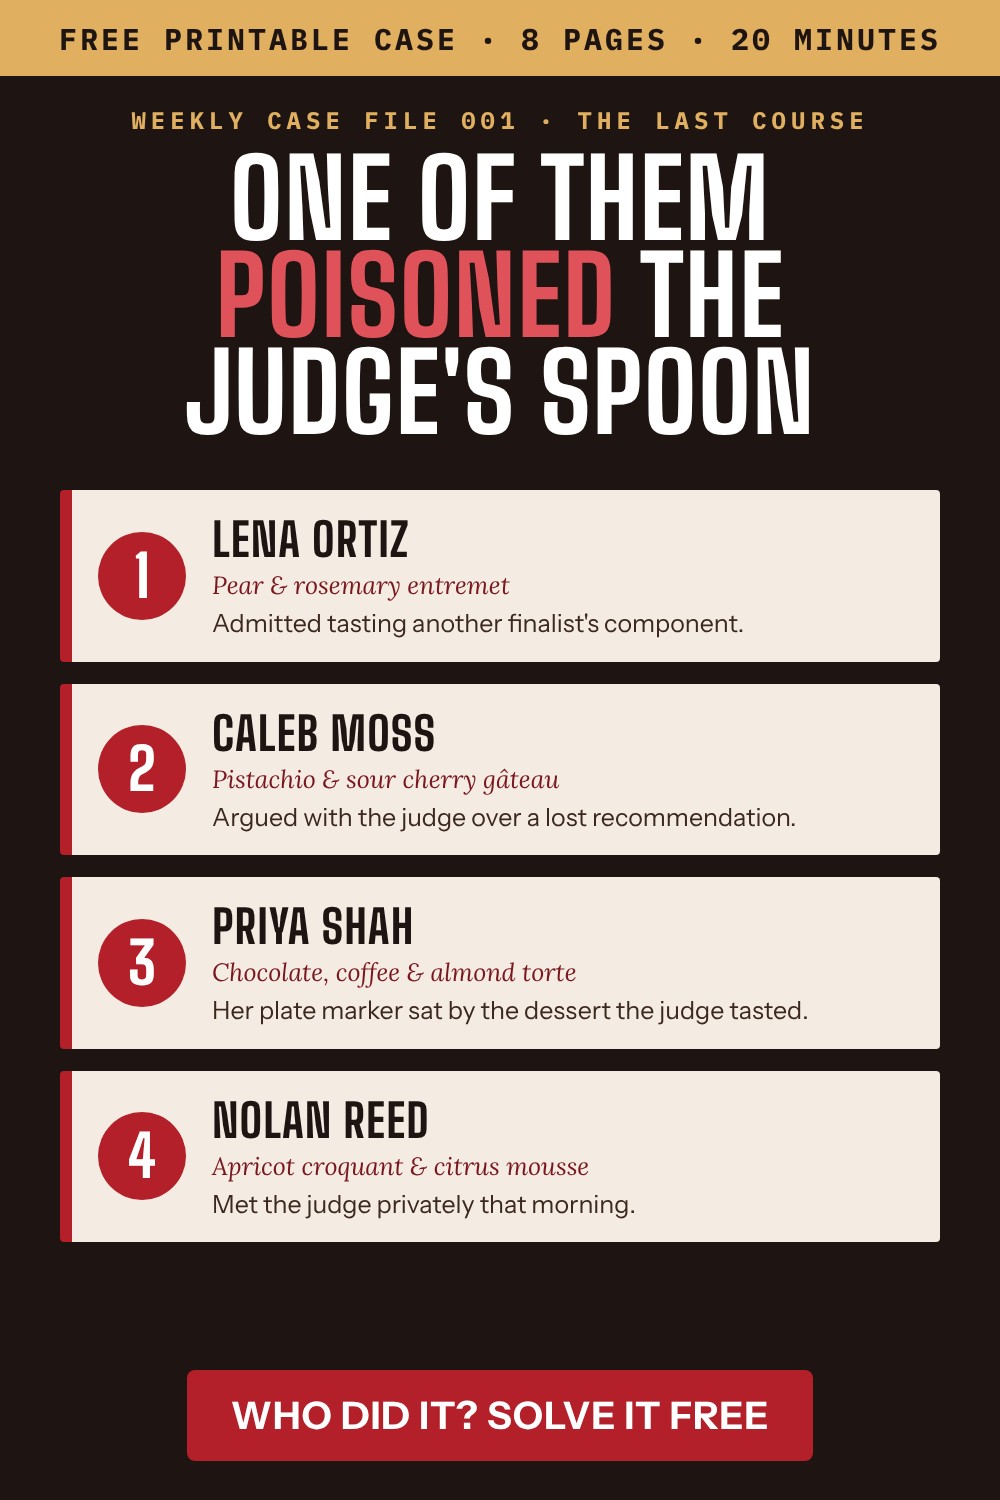 FREE PRINTABLE CASE · 8 PAGES · 20 MINUTES
WEEKLY CASE FILE 001 · THE LAST COURSE
ONE OF THEM
POISONED THE
JUDGE'S SPOON
1
LENA ORTIZ
Pear & rosemary entremet
Admitted tasting another finalist's component.
2
CALEB MOSS
Pistachio & sour cherry gâteau
Argued with the judge over a lost recommendation.
3
PRIYA SHAH
Chocolate, coffee & almond torte
Her plate marker sat by the dessert the judge tasted.
4
NOLAN REED
Apricot croquant & citrus mousse
Met the judge privately that morning.
WHO DID IT? SOLVE IT FREE